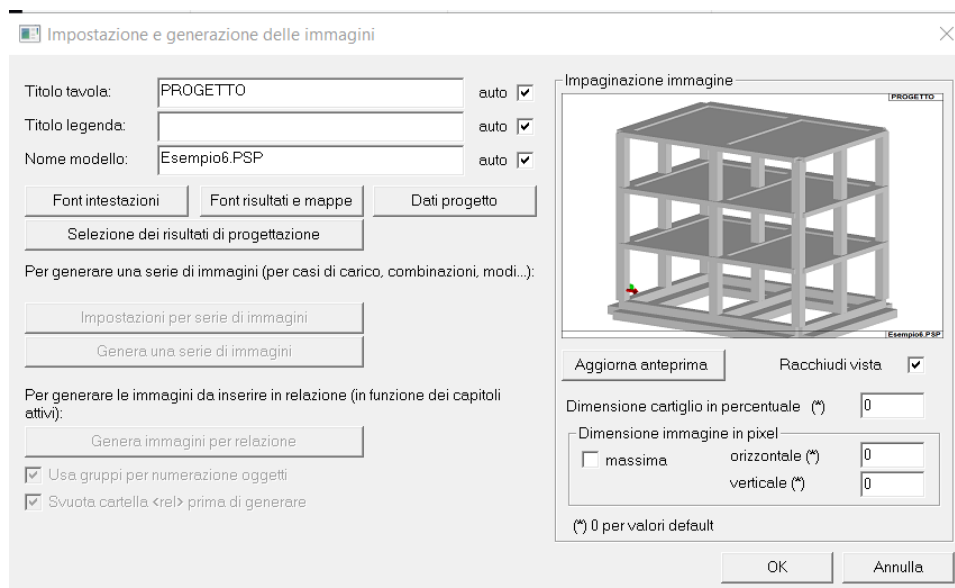 Impostazione e generazione delle immagini
Titolo tavola:
PROGETTO
auto
Titolo legenda:
auto
Nome modello:
Esempio6.PSP
auto
Font intestazioni
Font risultati e mappe
Dati progetto
Selezione dei risultati di progettazione
Per generare una serie di immagini (per casi di carico, combinazioni, modi...):
Impostazioni per serie di immagini
Genera una serie di immagini
Per generare le immagini da inserire in relazione (in funzione dei capitoli
attivi):
Genera immagini per relazione
Usa gruppi per numerazione oggetti
Svuota cartella <rel> prima di generare
Impaginazione immagine
PROGETTO
Esempio6.PSP
Aggiorna anteprima
Racchiudi vista
Dimensione cartiglio in percentuale (*)
0
Dimensione immagine in pixel
massima
orizzontale (*)
0
verticale (*)
0
(*) 0 per valori default
OK
Annulla